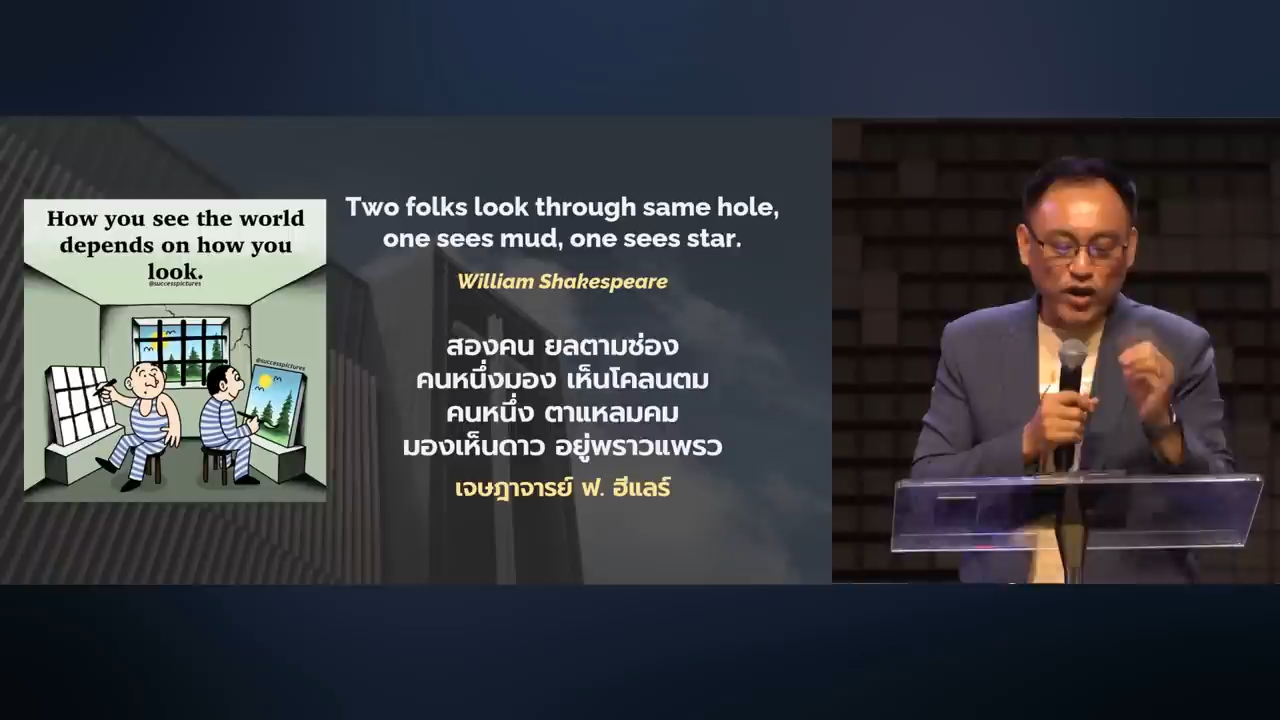 How you see the world
depends on how you
look.
@successpictures
@successpictures
Two folks look through same hole,
one sees mud, one sees star.
William Shakespeare
สองคน ยลตามช่อง
คนหนึ่งมอง เห็นโคลนตม
คนหนึ่ง ตาแหลมคม
มองเห็นดาว อยู่พราวแพรว
เจษฎาจารย์ ฟ. ฮีแลร์